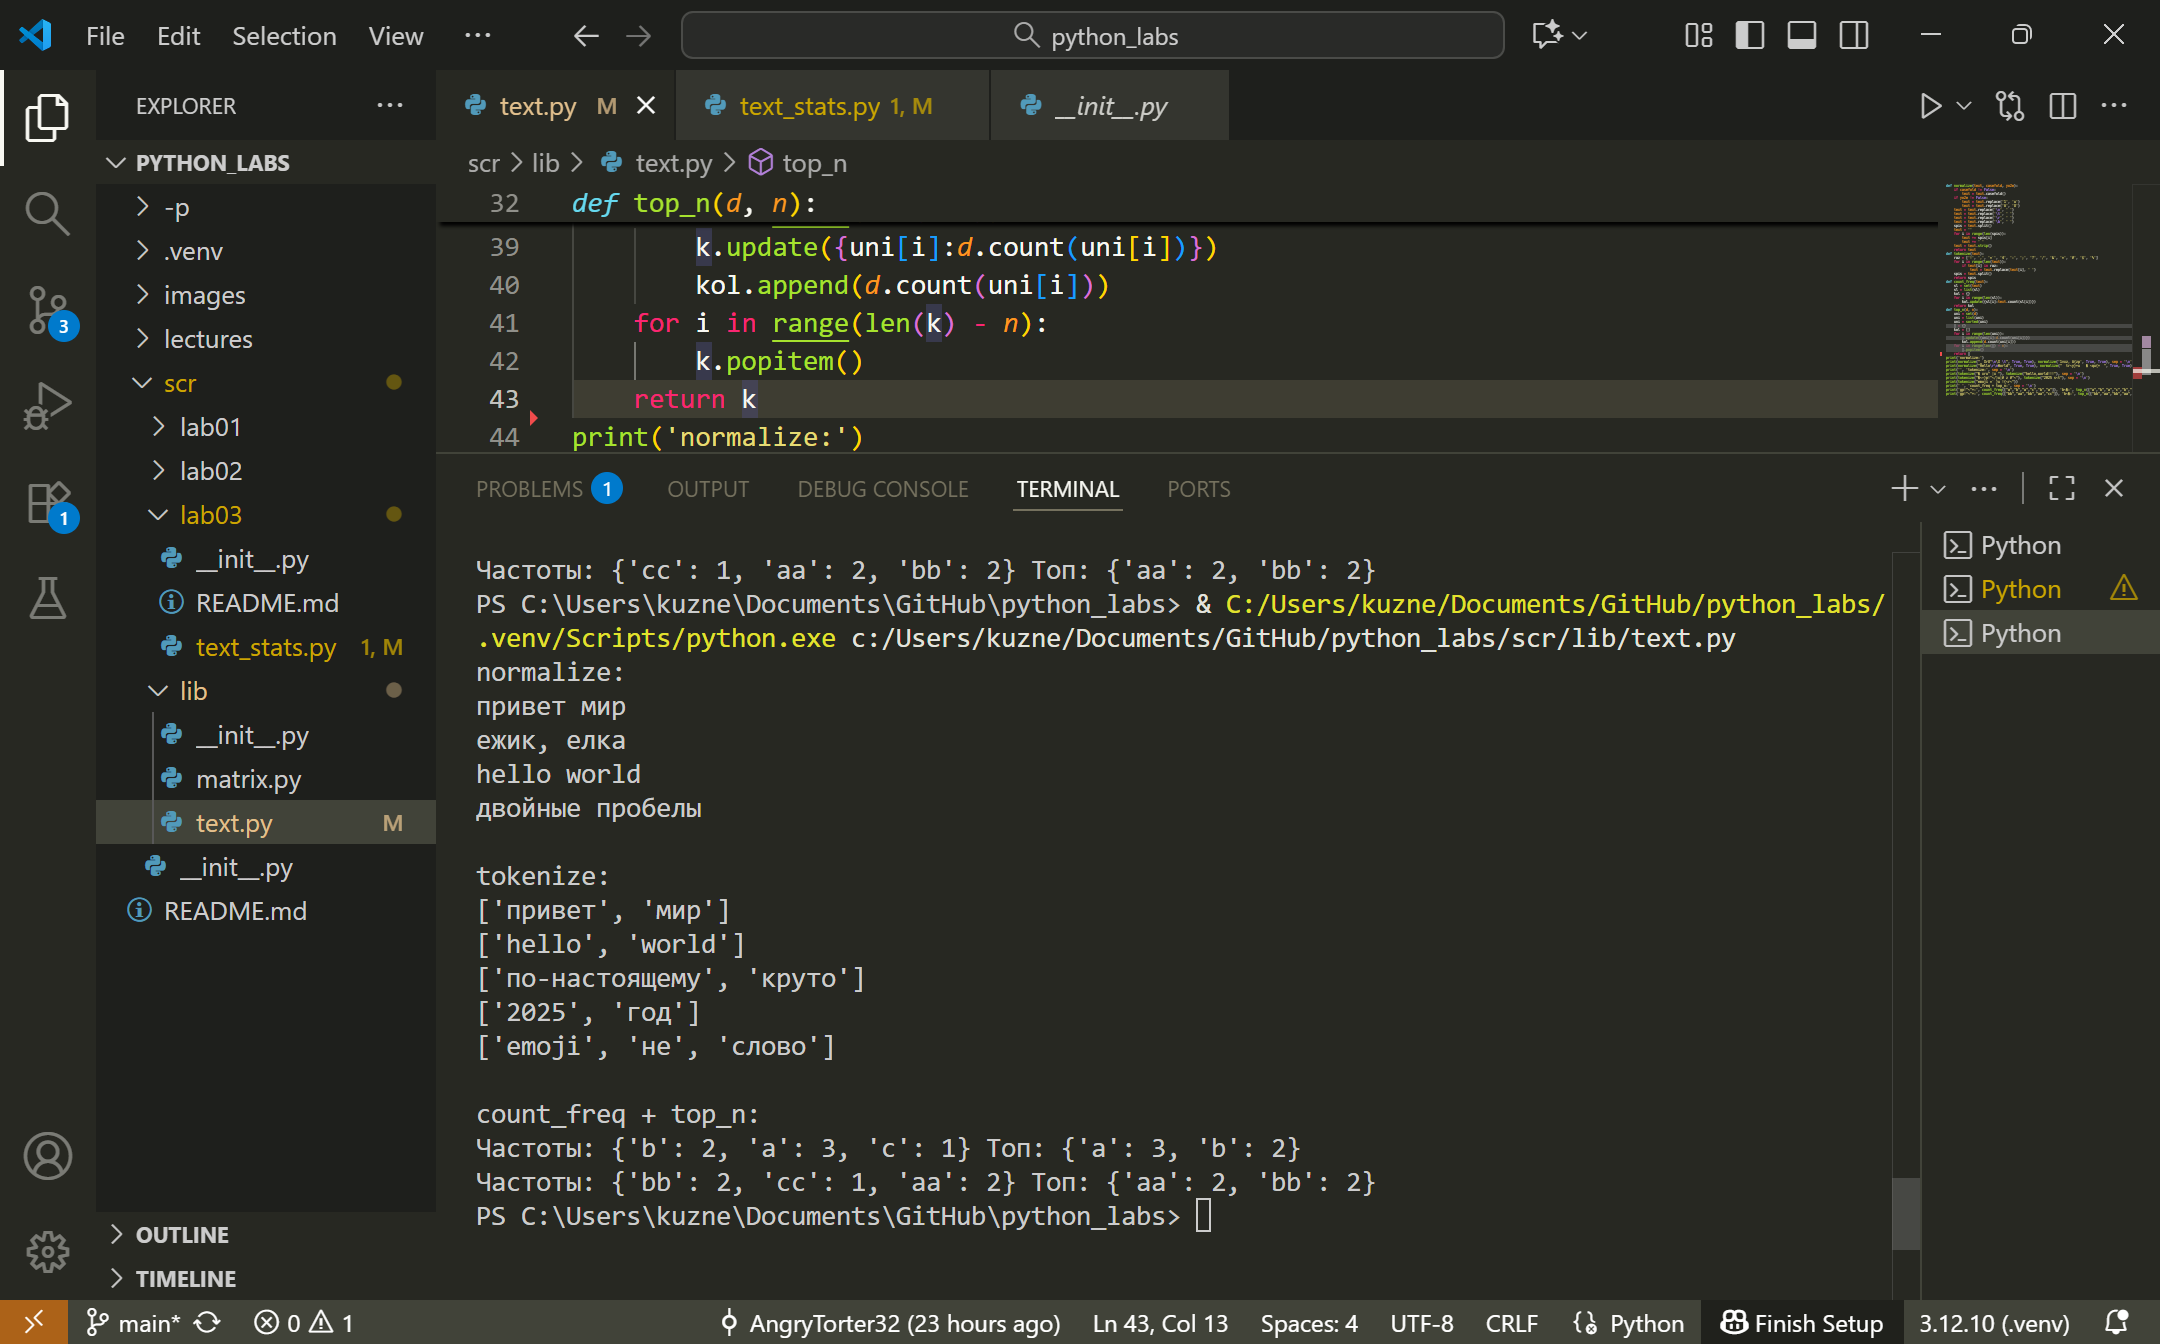 File Edit Selection View ··· python_labs
EXPLORER ···
PYTHON_LABS
-p
.venv
images
lectures
scr
lab01
lab02
lab03
__init__.py
README.md
text_stats.py 1, M
lib
__init__.py
matrix.py
text.py M
__init__.py
README.md
OUTLINE
TIMELINE
3
1
text.py M
text_stats.py 1, M
__init__.py
scr > lib > text.py > top_n
32 def top_n(d, n):
39 k.update({uni[i]:d.count(uni[i])})
40 kol.append(d.count(uni[i]))
41 for i in range(len(k) - n):
42 k.popitem()
43 return k
44 print('normalize:')
PROBLEMS 1 OUTPUT DEBUG CONSOLE TERMINAL PORTS
Частоты: {'cc': 1, 'aa': 2, 'bb': 2} Топ: {'aa': 2, 'bb': 2}
PS C:\Users\kuzne\Documents\GitHub\python_labs> & C:/Users/kuzne/Documents/GitHub/python_labs/
.venv/Scripts/python.exe c:/Users/kuzne/Documents/GitHub/python_labs/scr/lib/text.py
normalize:
привет мир
ежик, елка
hello world
двойные пробелы
tokenize:
['привет', 'мир']
['hello', 'world']
['по-настоящему', 'круто']
['2025', 'год']
['emoji', 'не', 'слово']
count_freq + top_n:
Частоты: {'b': 2, 'a': 3, 'c': 1} Топ: {'a': 3, 'b': 2}
Частоты: {'bb': 2, 'cc': 1, 'aa': 2} Топ: {'aa': 2, 'bb': 2}
PS C:\Users\kuzne\Documents\GitHub\python_labs>
Python
Python
Python
main* 0 1 AngryTorter32 (23 hours ago) Ln 43, Col 13 Spaces: 4 UTF-8 CRLF Python Finish Setup 3.12.10 (.venv)